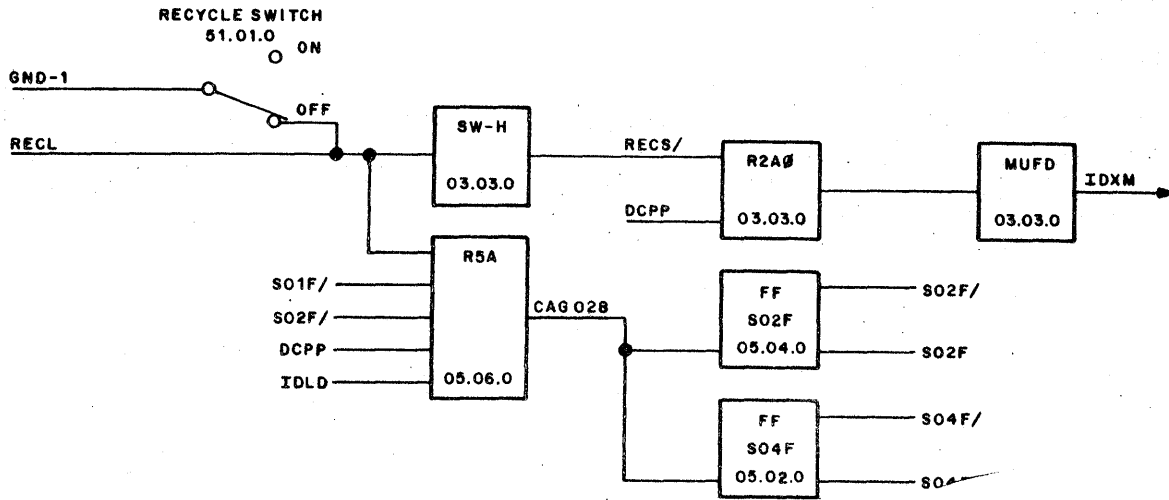 RECYCLE SWITCH
51.01.0
ON
GND-1
OFF
RECL
SW-H
03.03.0
RECS/
R2AØ
03.03.0
DCPP
MUFD
03.03.0
IDXM
R5A
05.06.0
S01F/
S02F/
DCPP
IDLD
CAG028
FF
S02F
05.04.0
S02F/
S02F
FF
S04F
05.02.0
S04F/